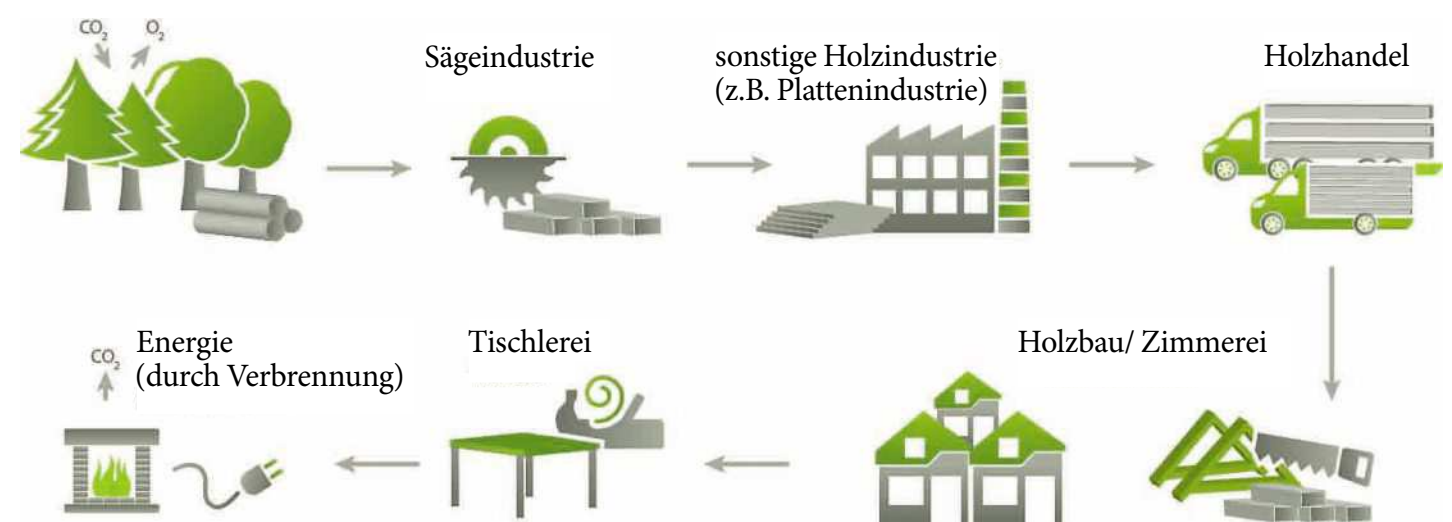 CO₂ O₂
Sägeindustrie
sonstige Holzindustrie
(z.B. Plattenindustrie)
Holzhandel
CO₂
Energie
(durch Verbrennung)
Tischlerei
Holzbau/ Zimmerei